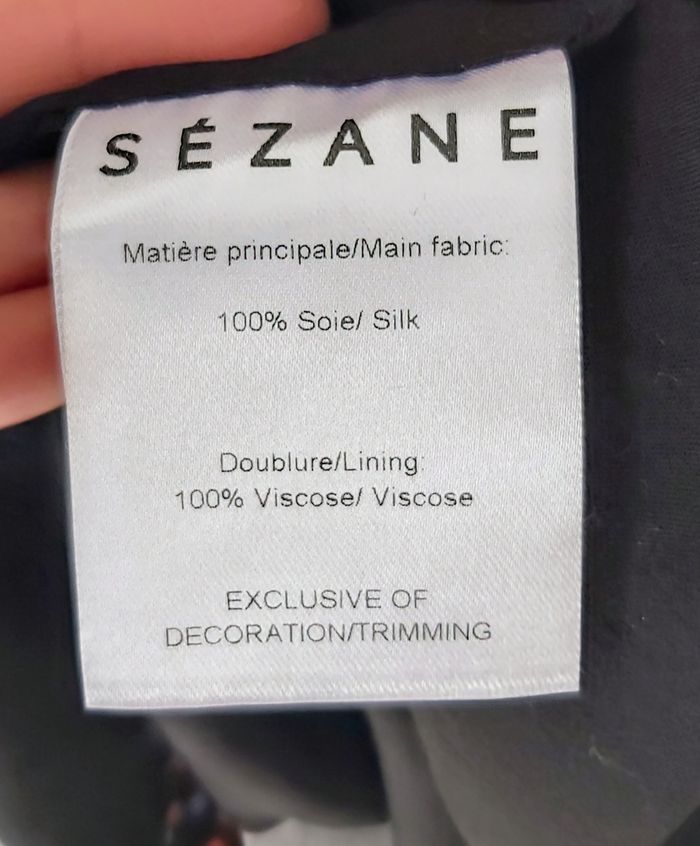 SÉZANE
Matière principale/Main fabric:
100% Soie/ Silk
Doublure/Lining:
100% Viscose/ Viscose
EXCLUSIVE OF
DECORATION/TRIMMING